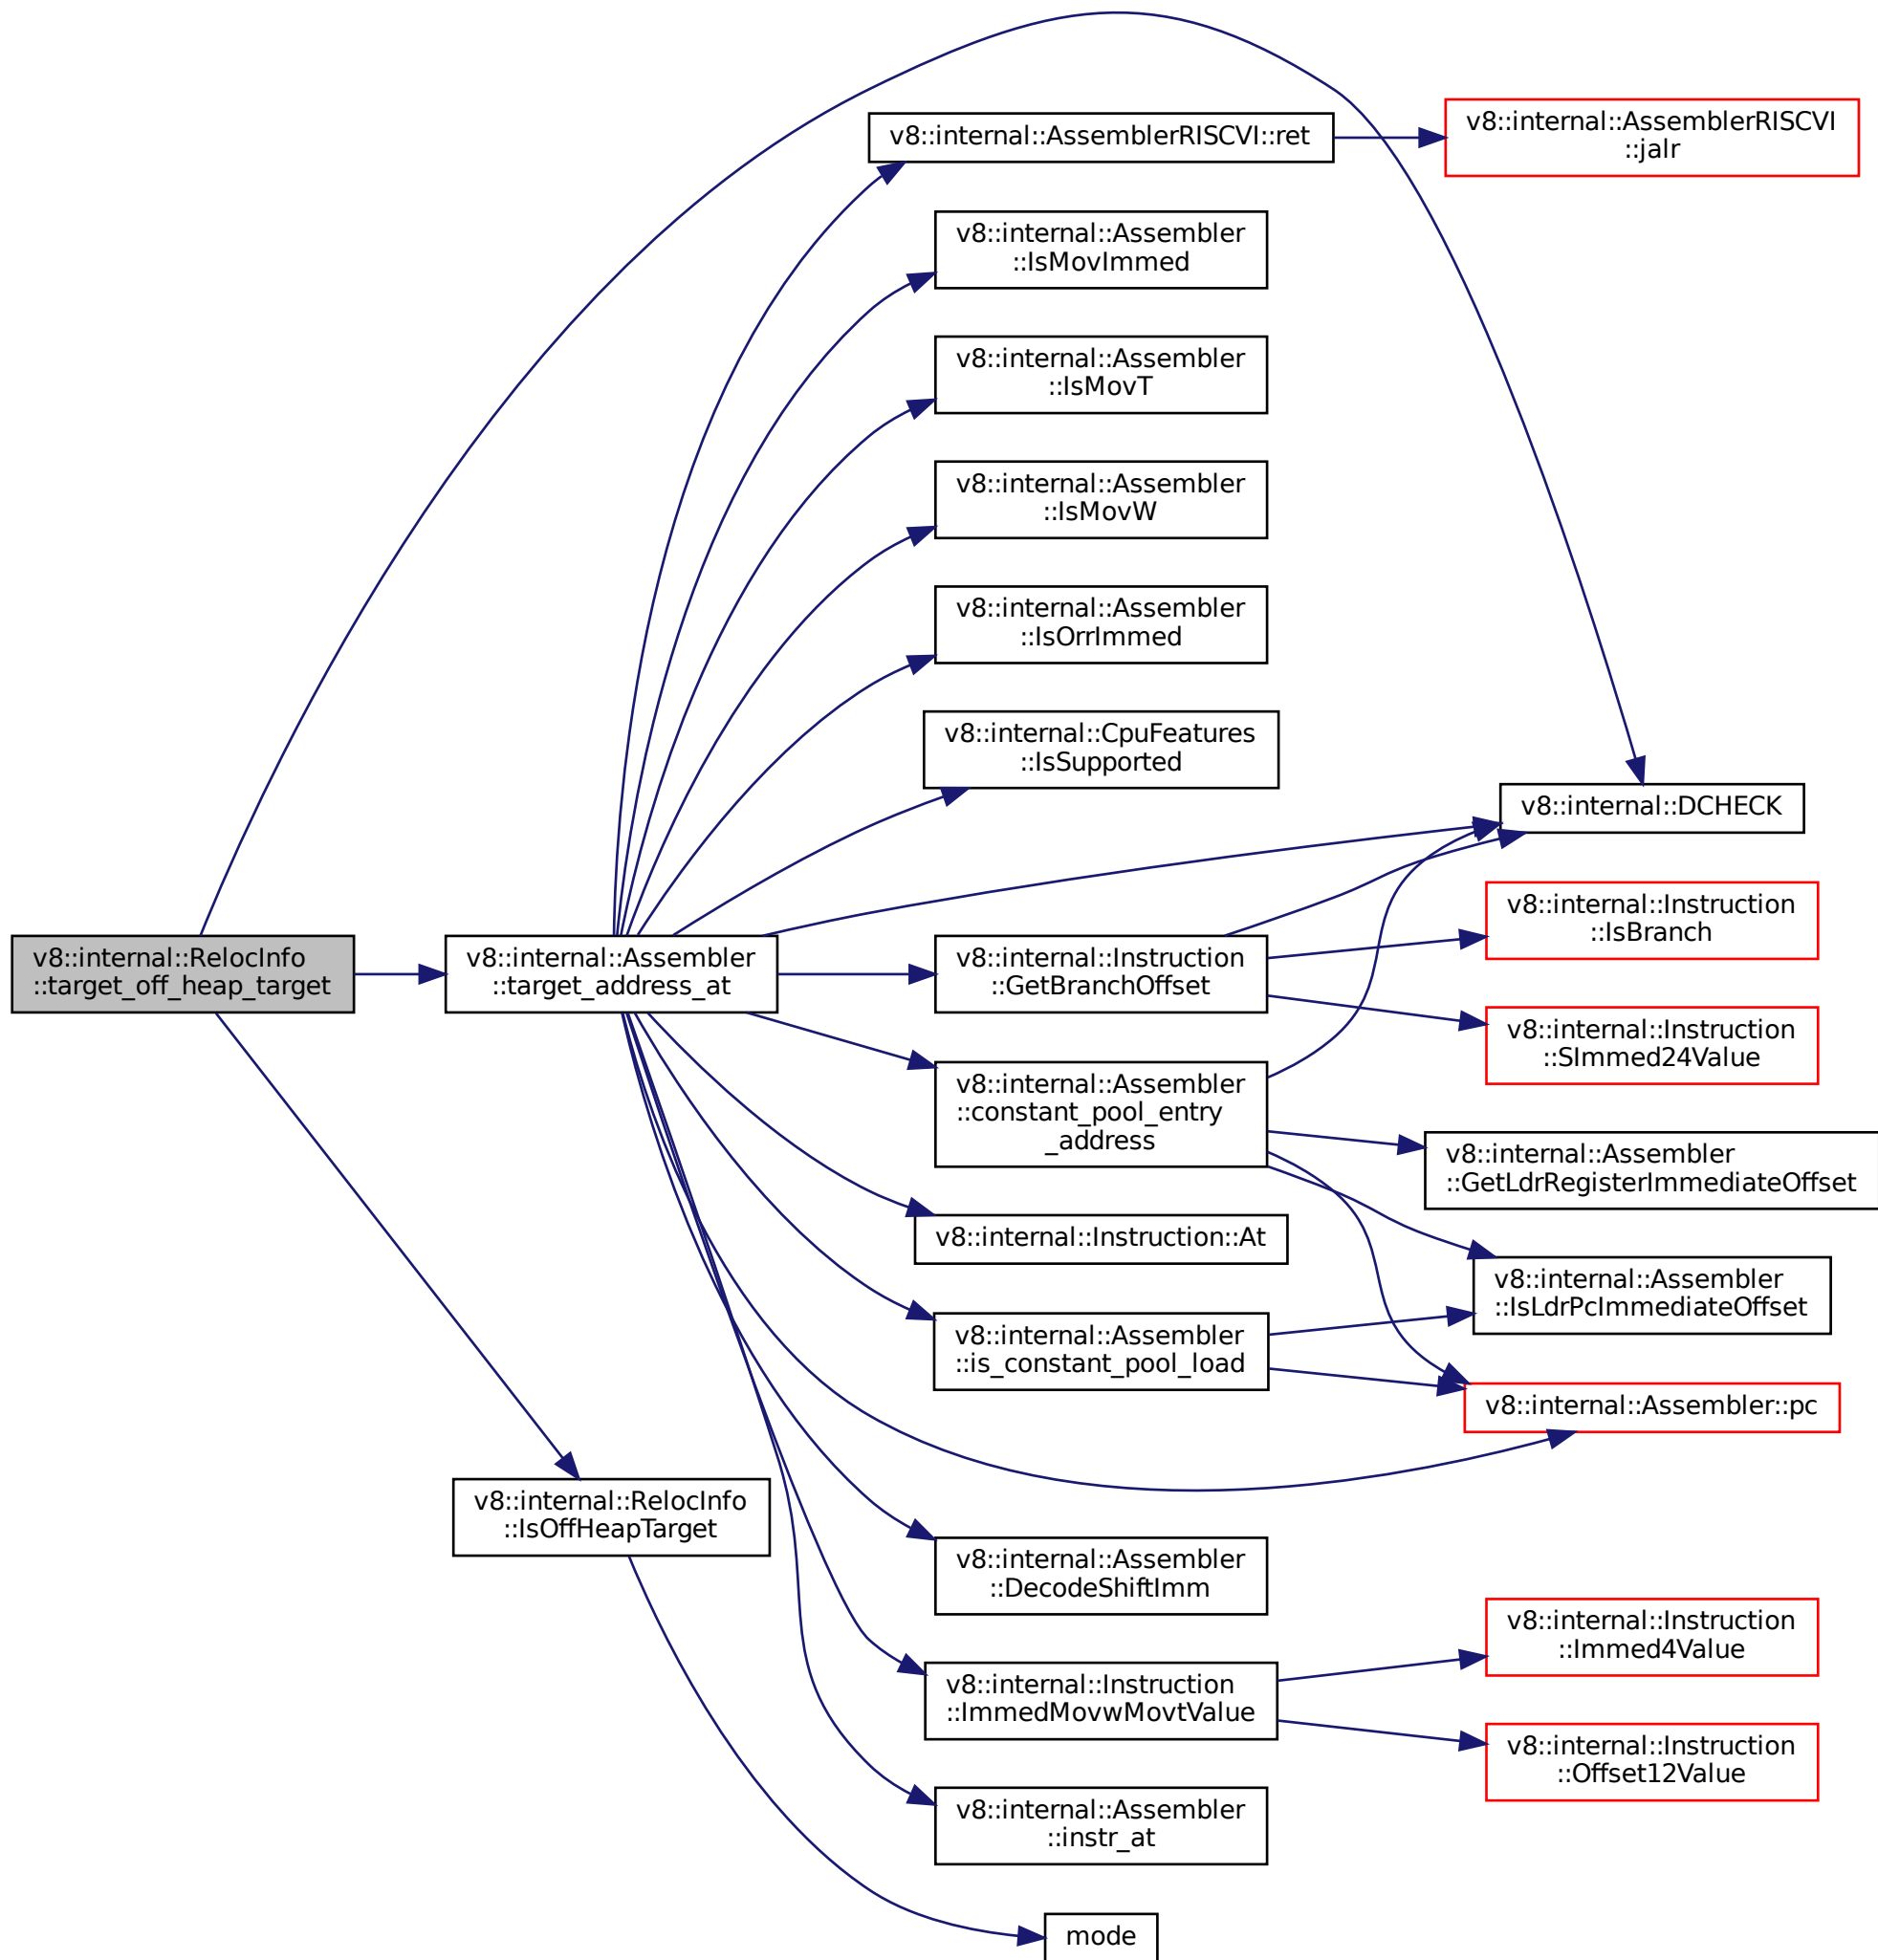 v8::internal::RelocInfo
::target_off_heap_target
v8::internal::Assembler
::target_address_at
v8::internal::RelocInfo
::IsOffHeapTarget
v8::internal::AssemblerRISCVI::ret
v8::internal::Assembler
::IsMovImmed
v8::internal::Assembler
::IsMovT
v8::internal::Assembler
::IsMovW
v8::internal::Assembler
::IsOrrImmed
v8::internal::CpuFeatures
::IsSupported
v8::internal::Instruction
::GetBranchOffset
v8::internal::Assembler
::constant_pool_entry
_address
v8::internal::Instruction::At
v8::internal::Assembler
::is_constant_pool_load
v8::internal::Assembler
::DecodeShiftImm
v8::internal::Instruction
::ImmedMovwMovtValue
v8::internal::Assembler
::instr_at
mode
v8::internal::AssemblerRISCVI
::jalr
v8::internal::DCHECK
v8::internal::Instruction
::IsBranch
v8::internal::Instruction
::SImmed24Value
v8::internal::Assembler
::GetLdrRegisterImmediateOffset
v8::internal::Assembler
::IsLdrPcImmediateOffset
v8::internal::Assembler::pc
v8::internal::Instruction
::Immed4Value
v8::internal::Instruction
::Offset12Value